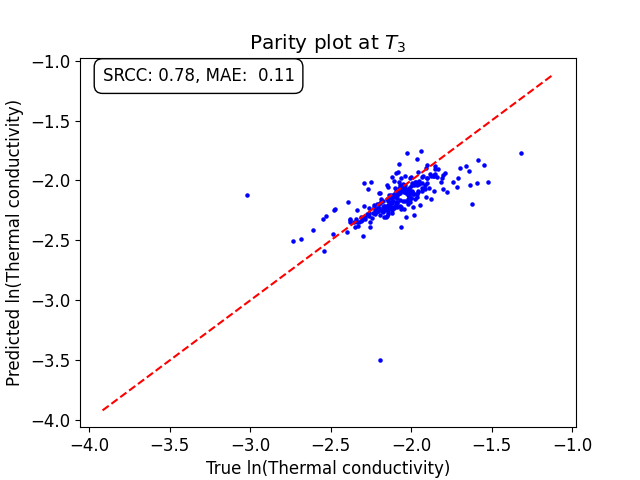 Parity plot at T₃
SRCC: 0.78, MAE:  0.11
Predicted ln(Thermal conductivity)
−1.0
−1.5
−2.0
−2.5
−3.0
−3.5
−4.0
−4.0 −3.5 −3.0 −2.5 −2.0 −1.5 −1.0
True ln(Thermal conductivity)